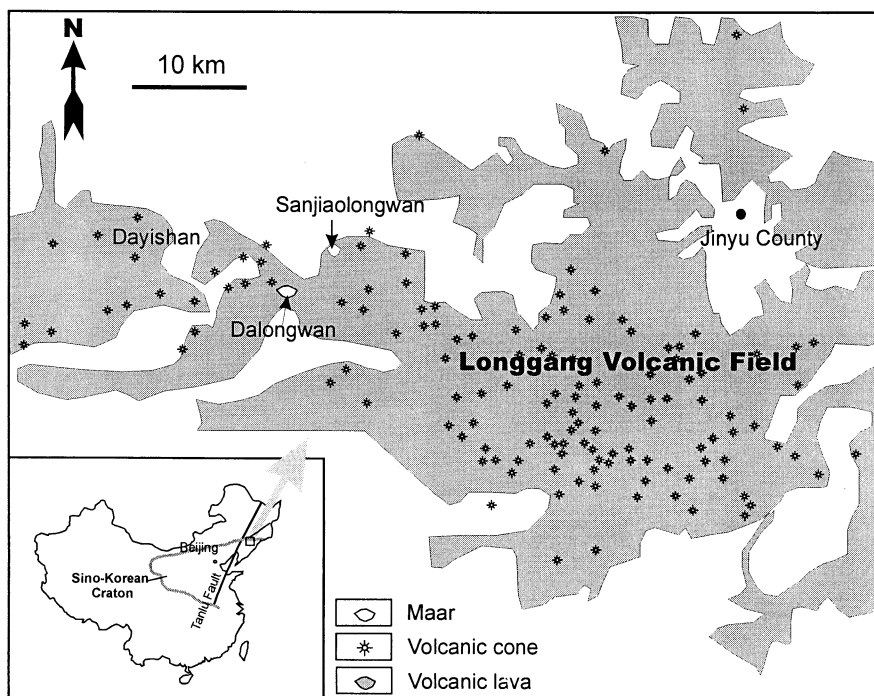 N
10 km
Sanjiaolongwan
Dayishan
Jinyu County
Dalongwan
Longgang Volcanic Field
Beijing
Sino-Korean
Craton
Tanlu Fault
Maar
Volcanic cone
Volcanic lava